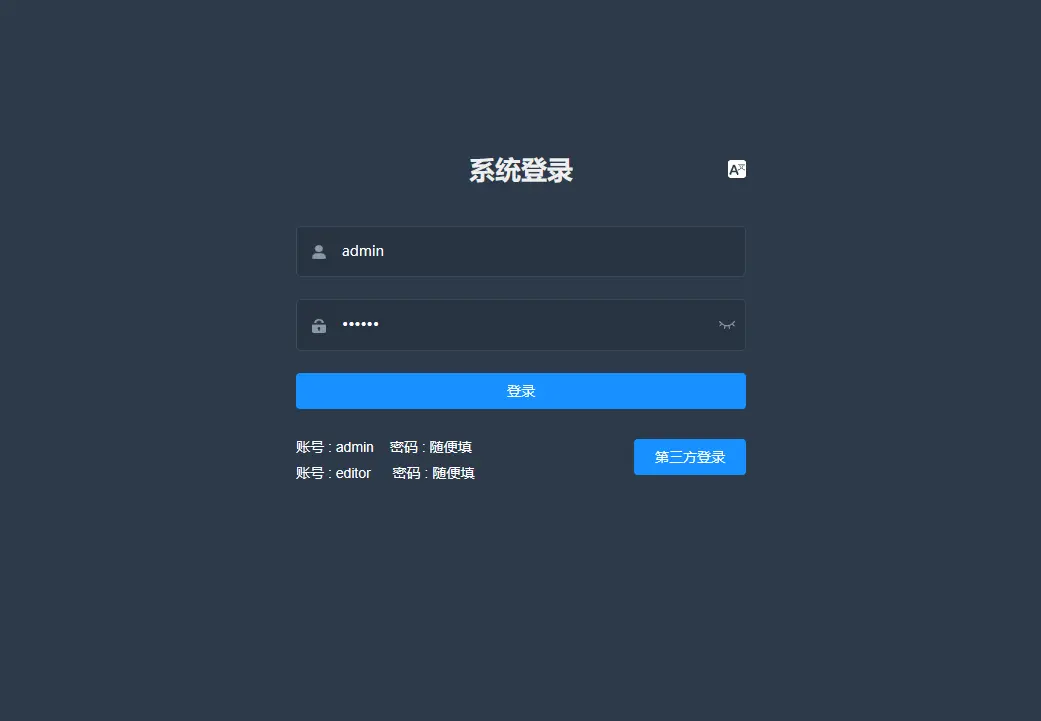 系统登录
admin
••••••
登录
账号 : admin 密码 : 随便填
账号 : editor 密码 : 随便填
第三方登录